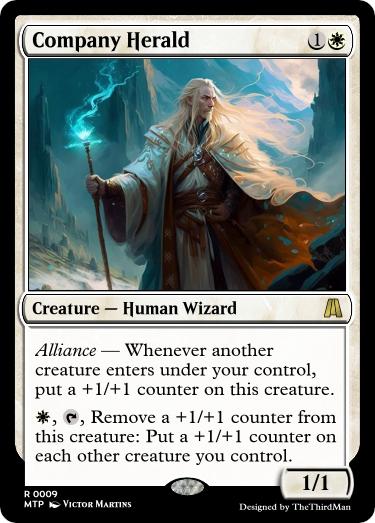 Company Herald 1
Creature — Human Wizard
Alliance — Whenever another
creature enters under your control,
put a +1/+1 counter on this creature.
, , Remove a +1/+1 counter from
this creature: Put a +1/+1 counter on
each other creature you control.
1/1
R 0009
MTP Victor Martins
Designed by TheThirdMan